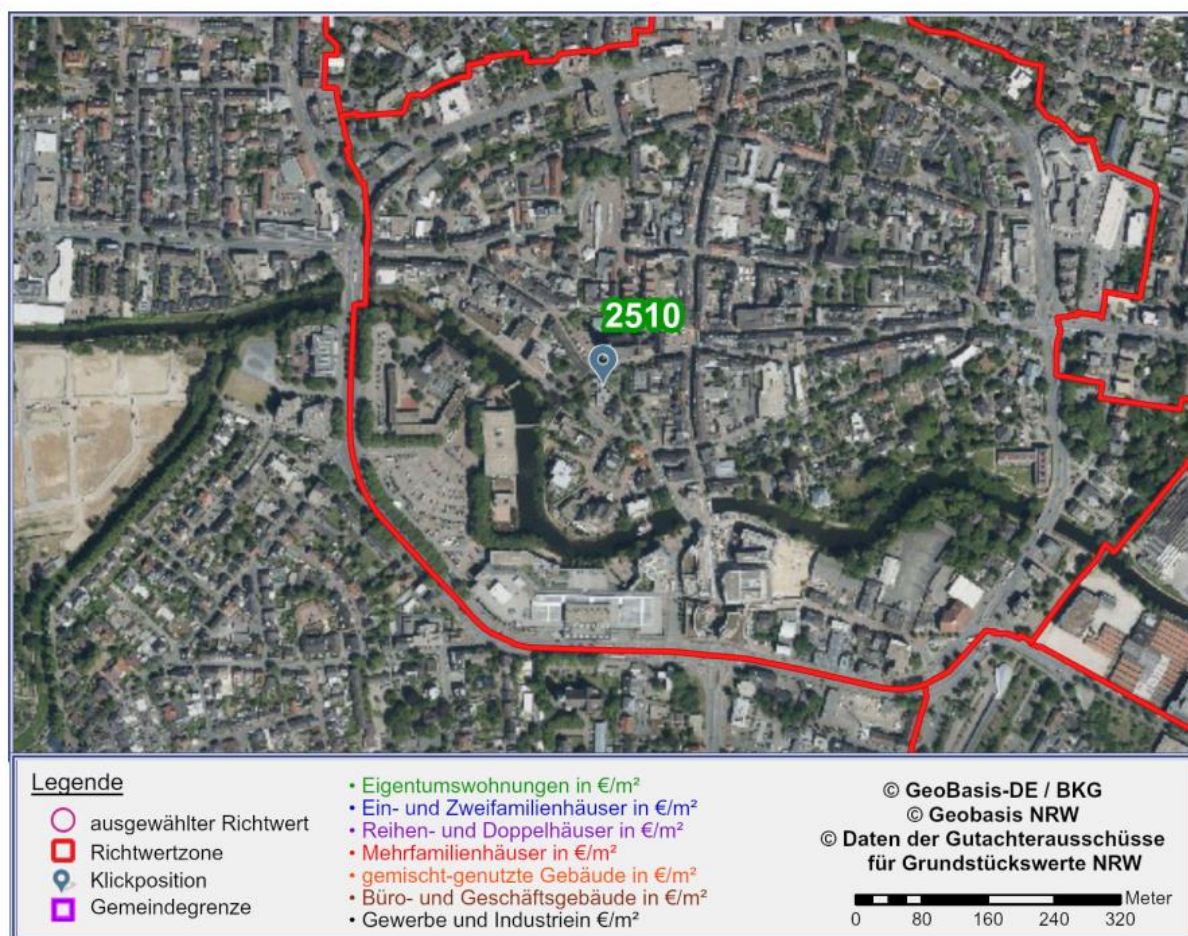 2510
Legende
ausgewählter Richtwert
Richtwertzone
Klickposition
Gemeindegrenze
• Eigentumswohnungen in €/m²
• Ein- und Zweifamilienhäuser in €/m²
• Reihen- und Doppelhäuser in €/m²
• Mehrfamilienhäuser in €/m²
• gemischt-genutzte Gebäude in €/m²
• Büro- und Geschäftsgebäude in €/m²
• Gewerbe und Industriein €/m²
© GeoBasis-DE / BKG
© Geobasis NRW
© Daten der Gutachterausschüsse
für Grundstückswerte NRW
Meter
0 80 160 240 320